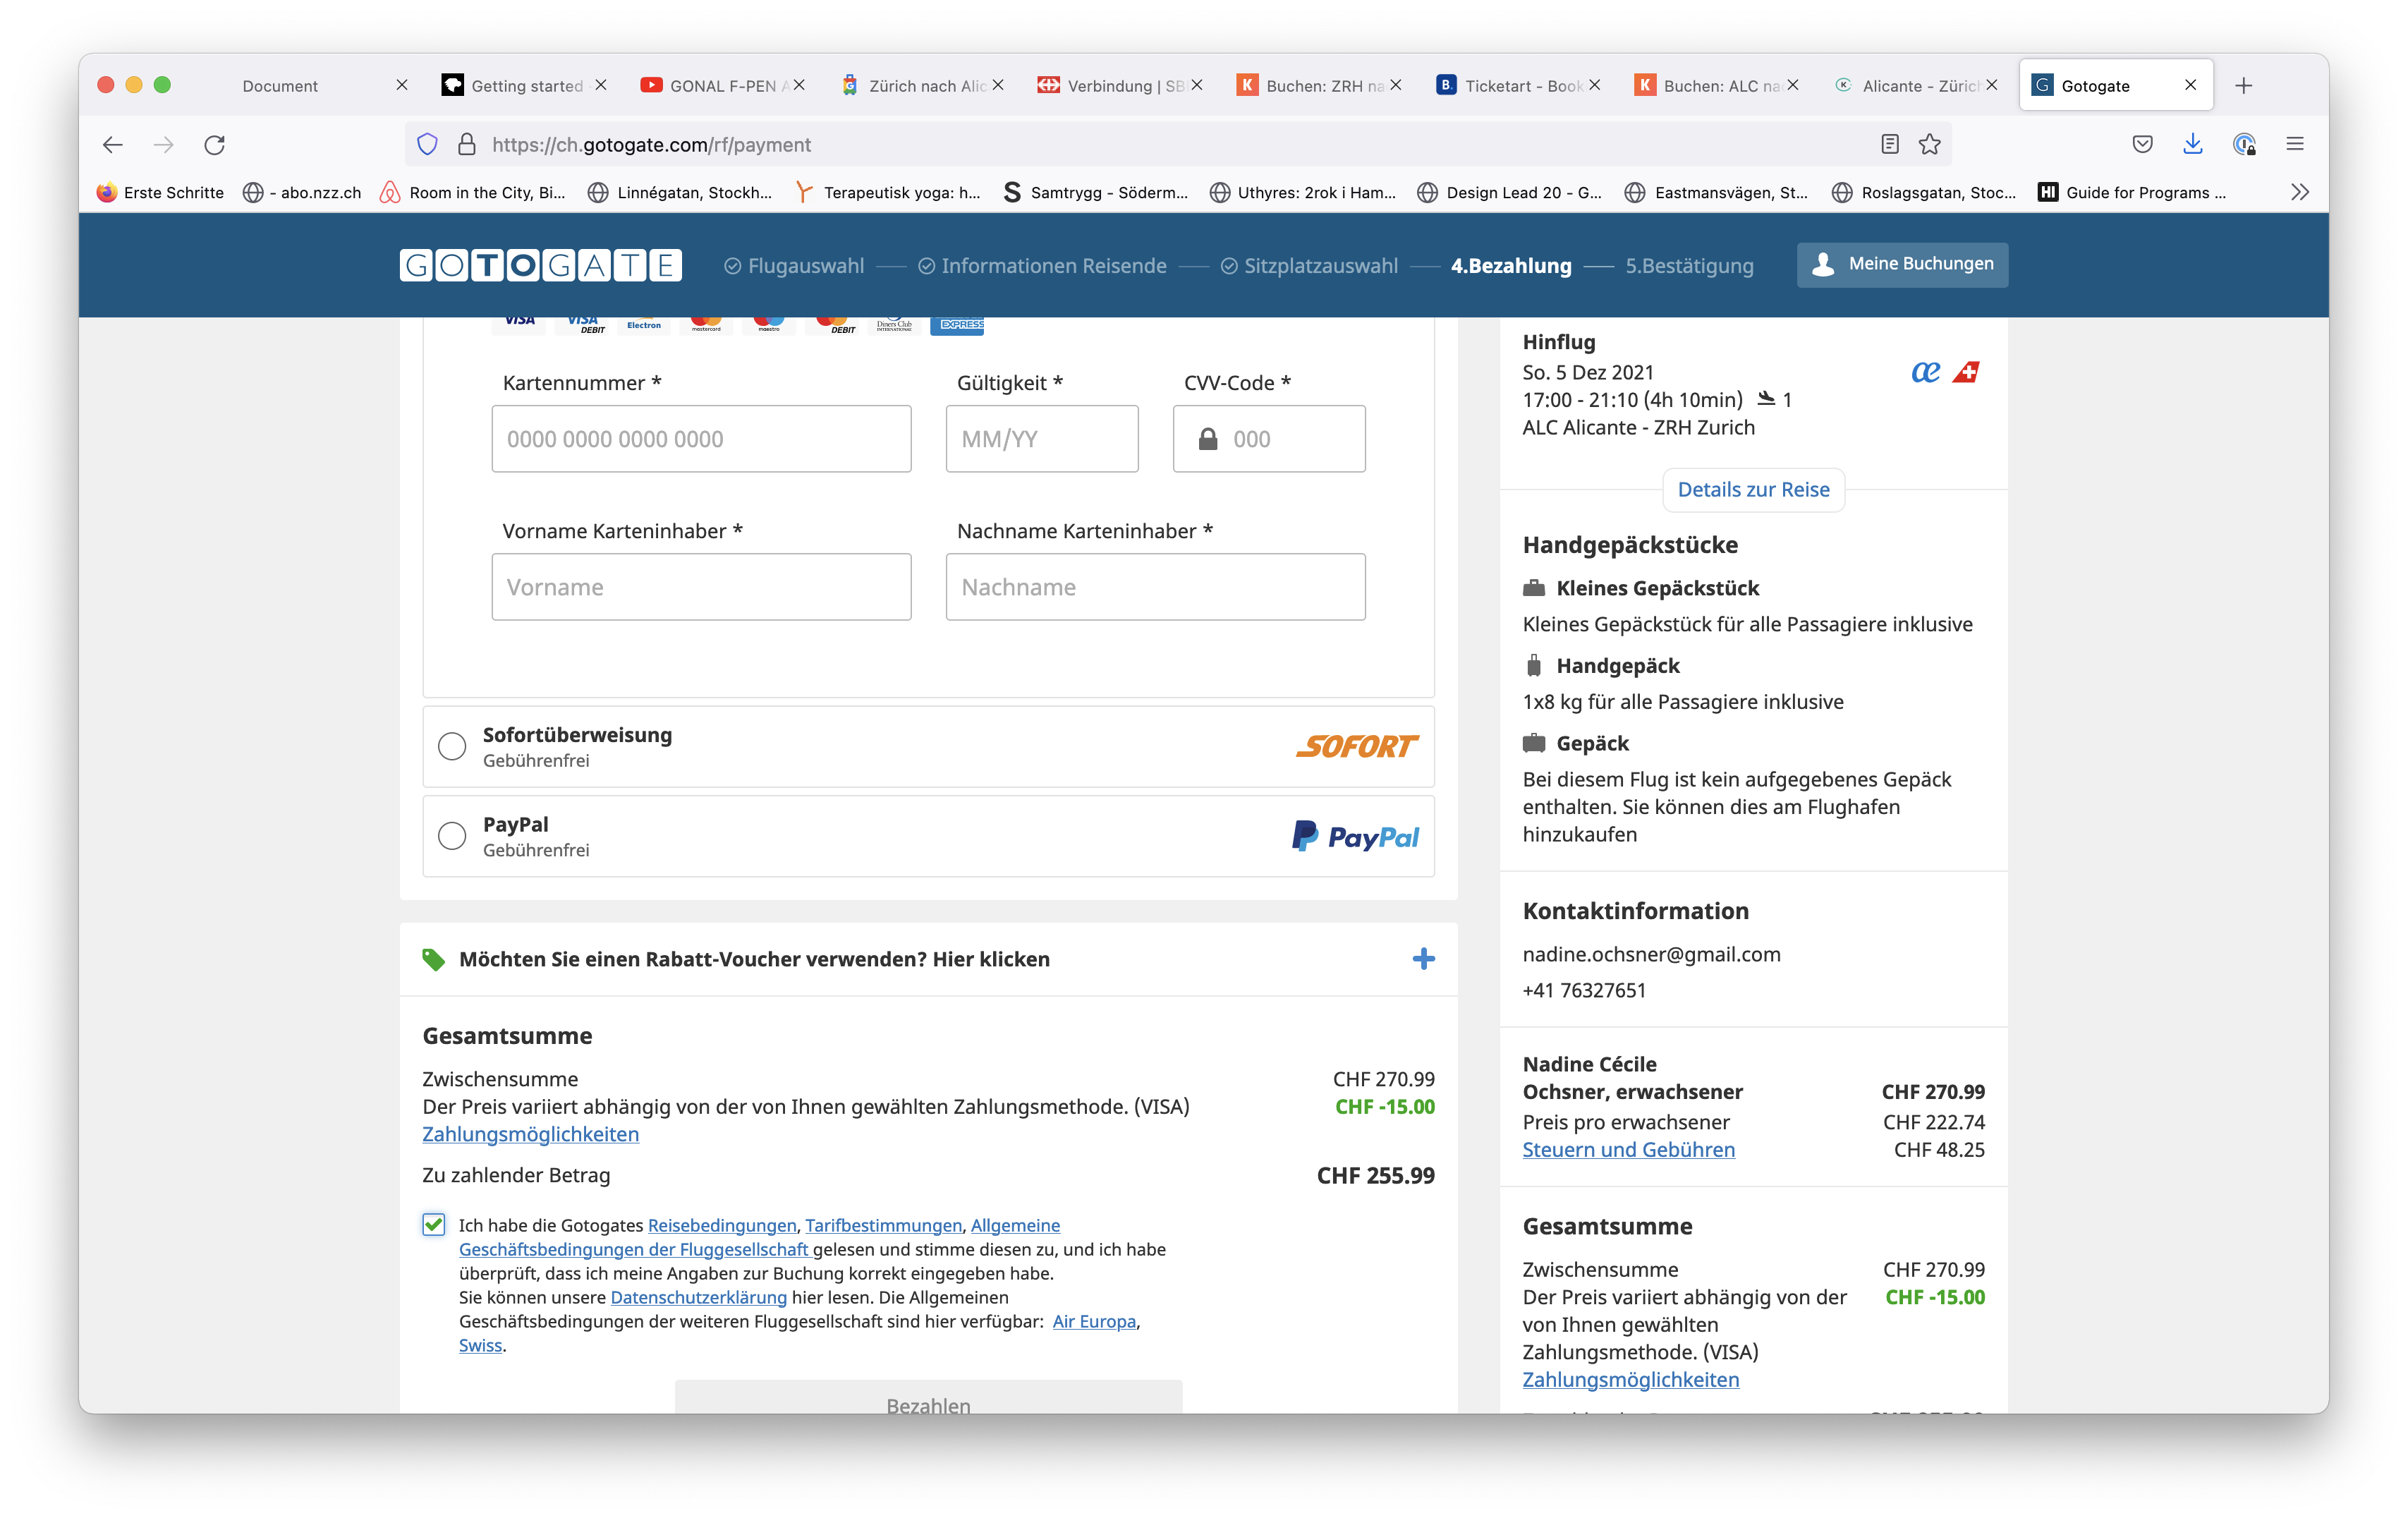 Document
Getting started
GONAL F-PEN A
Zürich nach Alic
Verbindung | SB
Buchen: ZRH na
Ticketart - Book
Buchen: ALC na
Alicante - Züric
Gotogate
https://ch.gotogate.com/rf/payment
Erste Schritte
- abo.nzz.ch
Room in the City, Bi...
Linnégatan, Stockh...
Terapeutisk yoga: h...
Samtrygg - Söderm...
Uthyres: 2rok i Ham...
Design Lead 20 - G...
Eastmansvägen, St...
Roslagsgatan, Stoc...
Guide for Programs ...
GOTOGATE
Flugauswahl
Informationen Reisende
Sitzplatzauswahl
4.Bezahlung
5.Bestätigung
Meine Buchungen
VISA
VISA DEBIT
Electron
mastercard
maestro
DEBIT
Diners Club INTERNATIONAL
EXPRESS
Kartennummer *
Gültigkeit *
CVV-Code *
0000 0000 0000 0000
MM/YY
000
Vorname Karteninhaber *
Nachname Karteninhaber *
Vorname
Nachname
Sofortüberweisung
Gebührenfrei
SOFORT
PayPal
Gebührenfrei
PayPal
Möchten Sie einen Rabatt-Voucher verwenden? Hier klicken
Gesamtsumme
Zwischensumme CHF 270.99
Der Preis variiert abhängig von der von Ihnen gewählten Zahlungsmethode. (VISA) CHF -15.00
Zahlungsmöglichkeiten
Zu zahlender Betrag CHF 255.99
Ich habe die Gotogates Reisebedingungen, Tarifbestimmungen, Allgemeine
Geschäftsbedingungen der Fluggesellschaft gelesen und stimme diesen zu, und ich habe
überprüft, dass ich meine Angaben zur Buchung korrekt eingegeben habe.
Sie können unsere Datenschutzerklärung hier lesen. Die Allgemeinen
Geschäftsbedingungen der weiteren Fluggesellschaft sind hier verfügbar: Air Europa,
Swiss.
Bezahlen
Hinflug
So. 5 Dez 2021
17:00 - 21:10 (4h 10min) 1
ALC Alicante - ZRH Zurich
Details zur Reise
Handgepäckstücke
Kleines Gepäckstück
Kleines Gepäckstück für alle Passagiere inklusive
Handgepäck
1x8 kg für alle Passagiere inklusive
Gepäck
Bei diesem Flug ist kein aufgegebenes Gepäck
enthalten. Sie können dies am Flughafen
hinzukaufen
Kontaktinformation
nadine.ochsner@gmail.com
+41 76327651
Nadine Cécile
Ochsner, erwachsener CHF 270.99
Preis pro erwachsener CHF 222.74
Steuern und Gebühren CHF 48.25
Gesamtsumme
Zwischensumme CHF 270.99
Der Preis variiert abhängig von der CHF -15.00
von Ihnen gewählten
Zahlungsmethode. (VISA)
Zahlungsmöglichkeiten